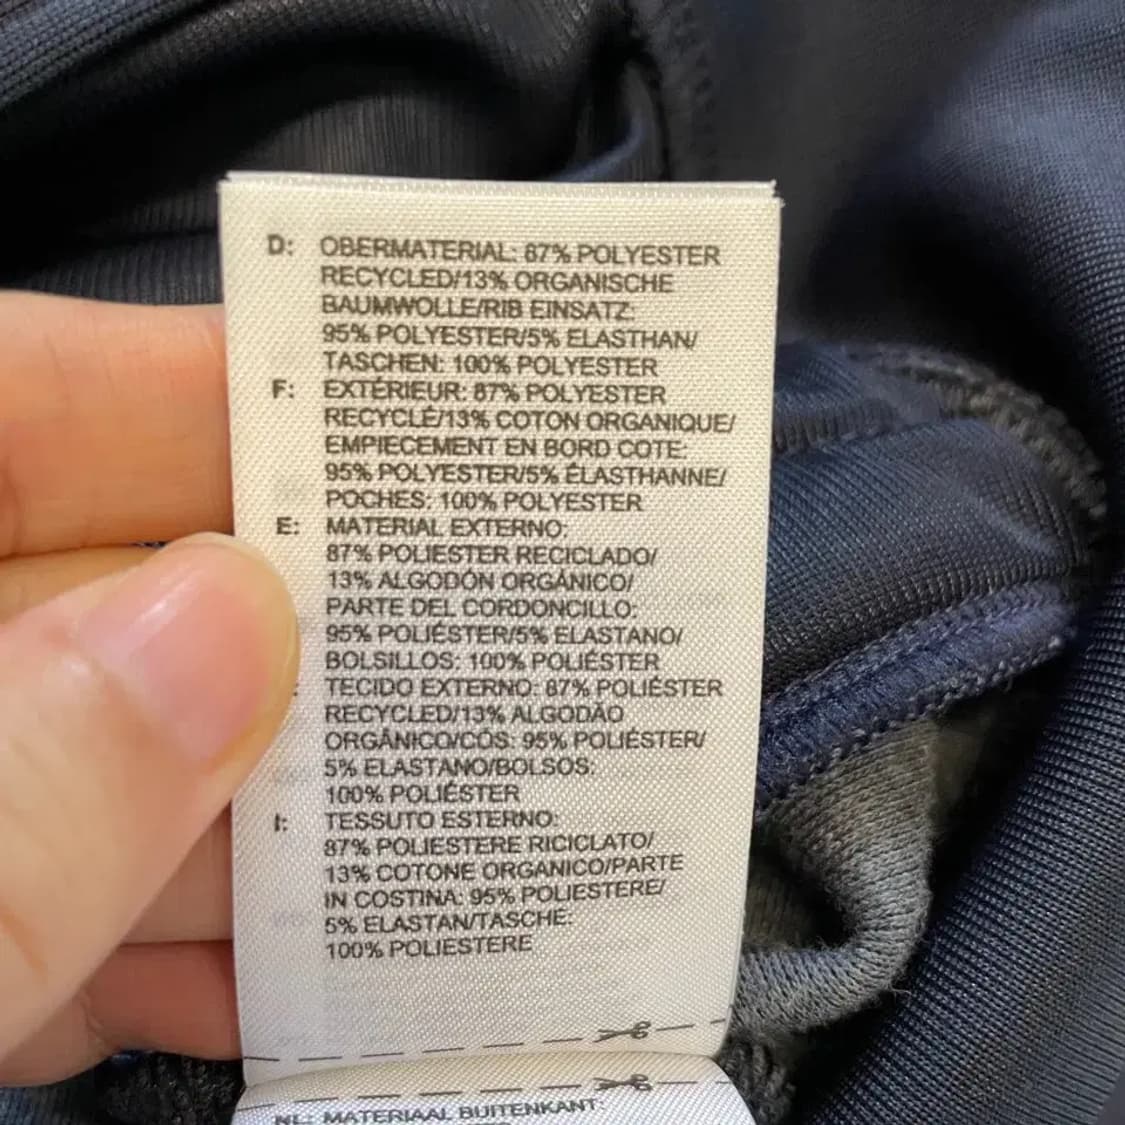 D: OBERMATERIAL: 87% POLYESTER
RECYCLED/13% ORGANISCHE
BAUMWOLLE/RIB EINSATZ:
95% POLYESTER/5% ELASTHAN/
TASCHEN: 100% POLYESTER
F: EXTÉRIEUR: 87% POLYESTER
RECYCLÉ/13% COTON ORGANIQUE/
EMPIECEMENT EN BORD COTE:
95% POLYESTER/5% ÉLASTHANNE/
POCHES: 100% POLYESTER
E: MATERIAL EXTERNO:
87% POLIESTER RECICLADO/
13% ALGODÓN ORGÁNICO/
PARTE DEL CORDONCILLO:
95% POLIÉSTER/5% ELASTANO/
BOLSILLOS: 100% POLIÉSTER
: TECIDO EXTERNO: 87% POLIÉSTER
RECYCLED/13% ALGODÃO
ORGÂNICO/CÓS: 95% POLIÉSTER/
5% ELASTANO/BOLSOS:
100% POLIÉSTER
I: TESSUTO ESTERNO:
87% POLIESTERE RICICLATO/
13% COTONE ORGANICO/PARTE
IN COSTINA: 95% POLIESTERE/
5% ELASTAN/TASCHE:
100% POLIESTERE
NL: MATERIAAL BUITENKANT: